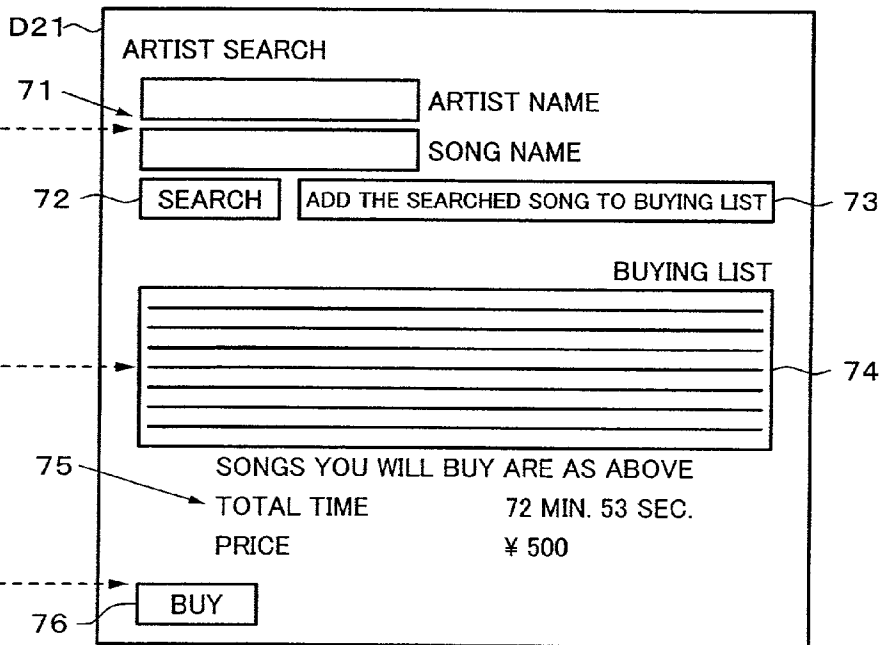 D21
ARTIST SEARCH
71
ARTIST NAME
SONG NAME
72 SEARCH ADD THE SEARCHED SONG TO BUYING LIST 73
BUYING LIST
74
SONGS YOU WILL BUY ARE AS ABOVE
75
TOTAL TIME 72 MIN. 53 SEC.
PRICE ¥ 500
BUY
76